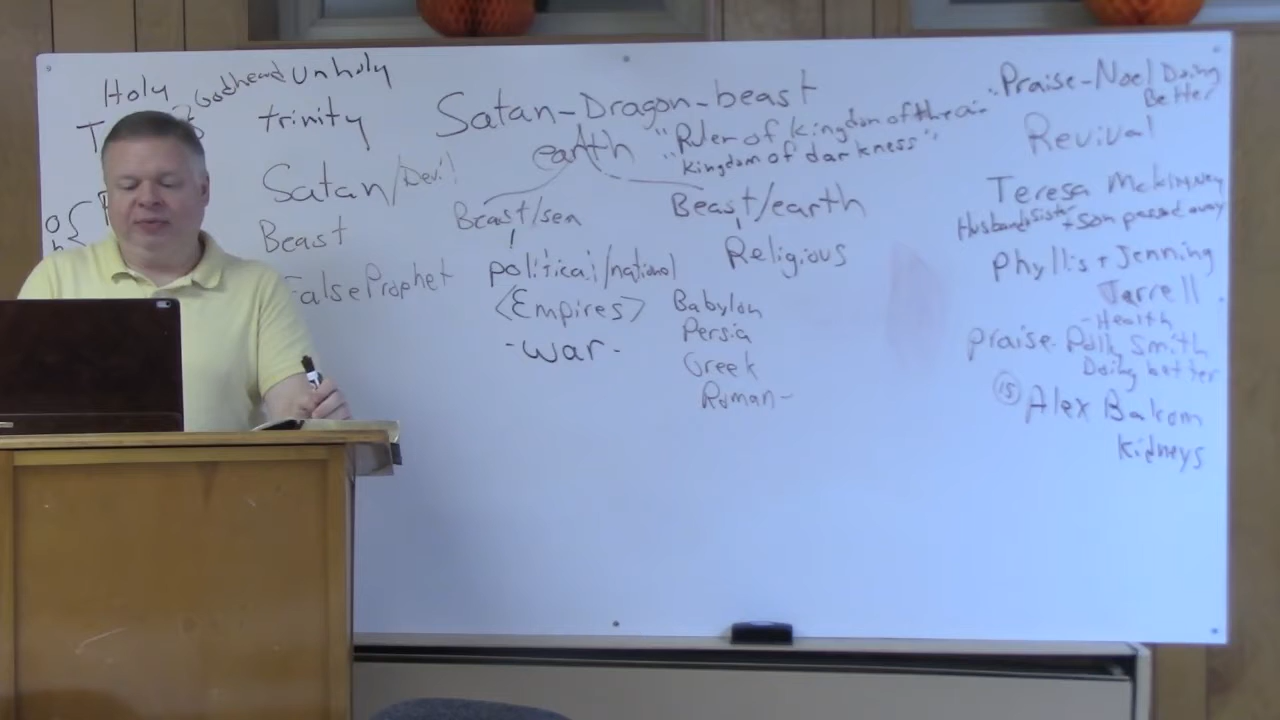 Holy
Godhead
Unholy
trinity
Satan/Devil
Beast
False Prophet
Satan-Dragon-beast
earth
"Ruler of kingdom of the air
"kingdom of darkness"
Beast/sea
political/national
<Empires>
-war-
Beast/earth
Religious
Babylon
Persia
Greek
Roman-
Praise-Noel Doing
Better
Revival
Teresa McKinney
Husband Sister
+ Son passed away
Phyllis + Jenning
Jarrell
-Health
praise-Polly Smith
Doing better
15 Alex
Kidneys